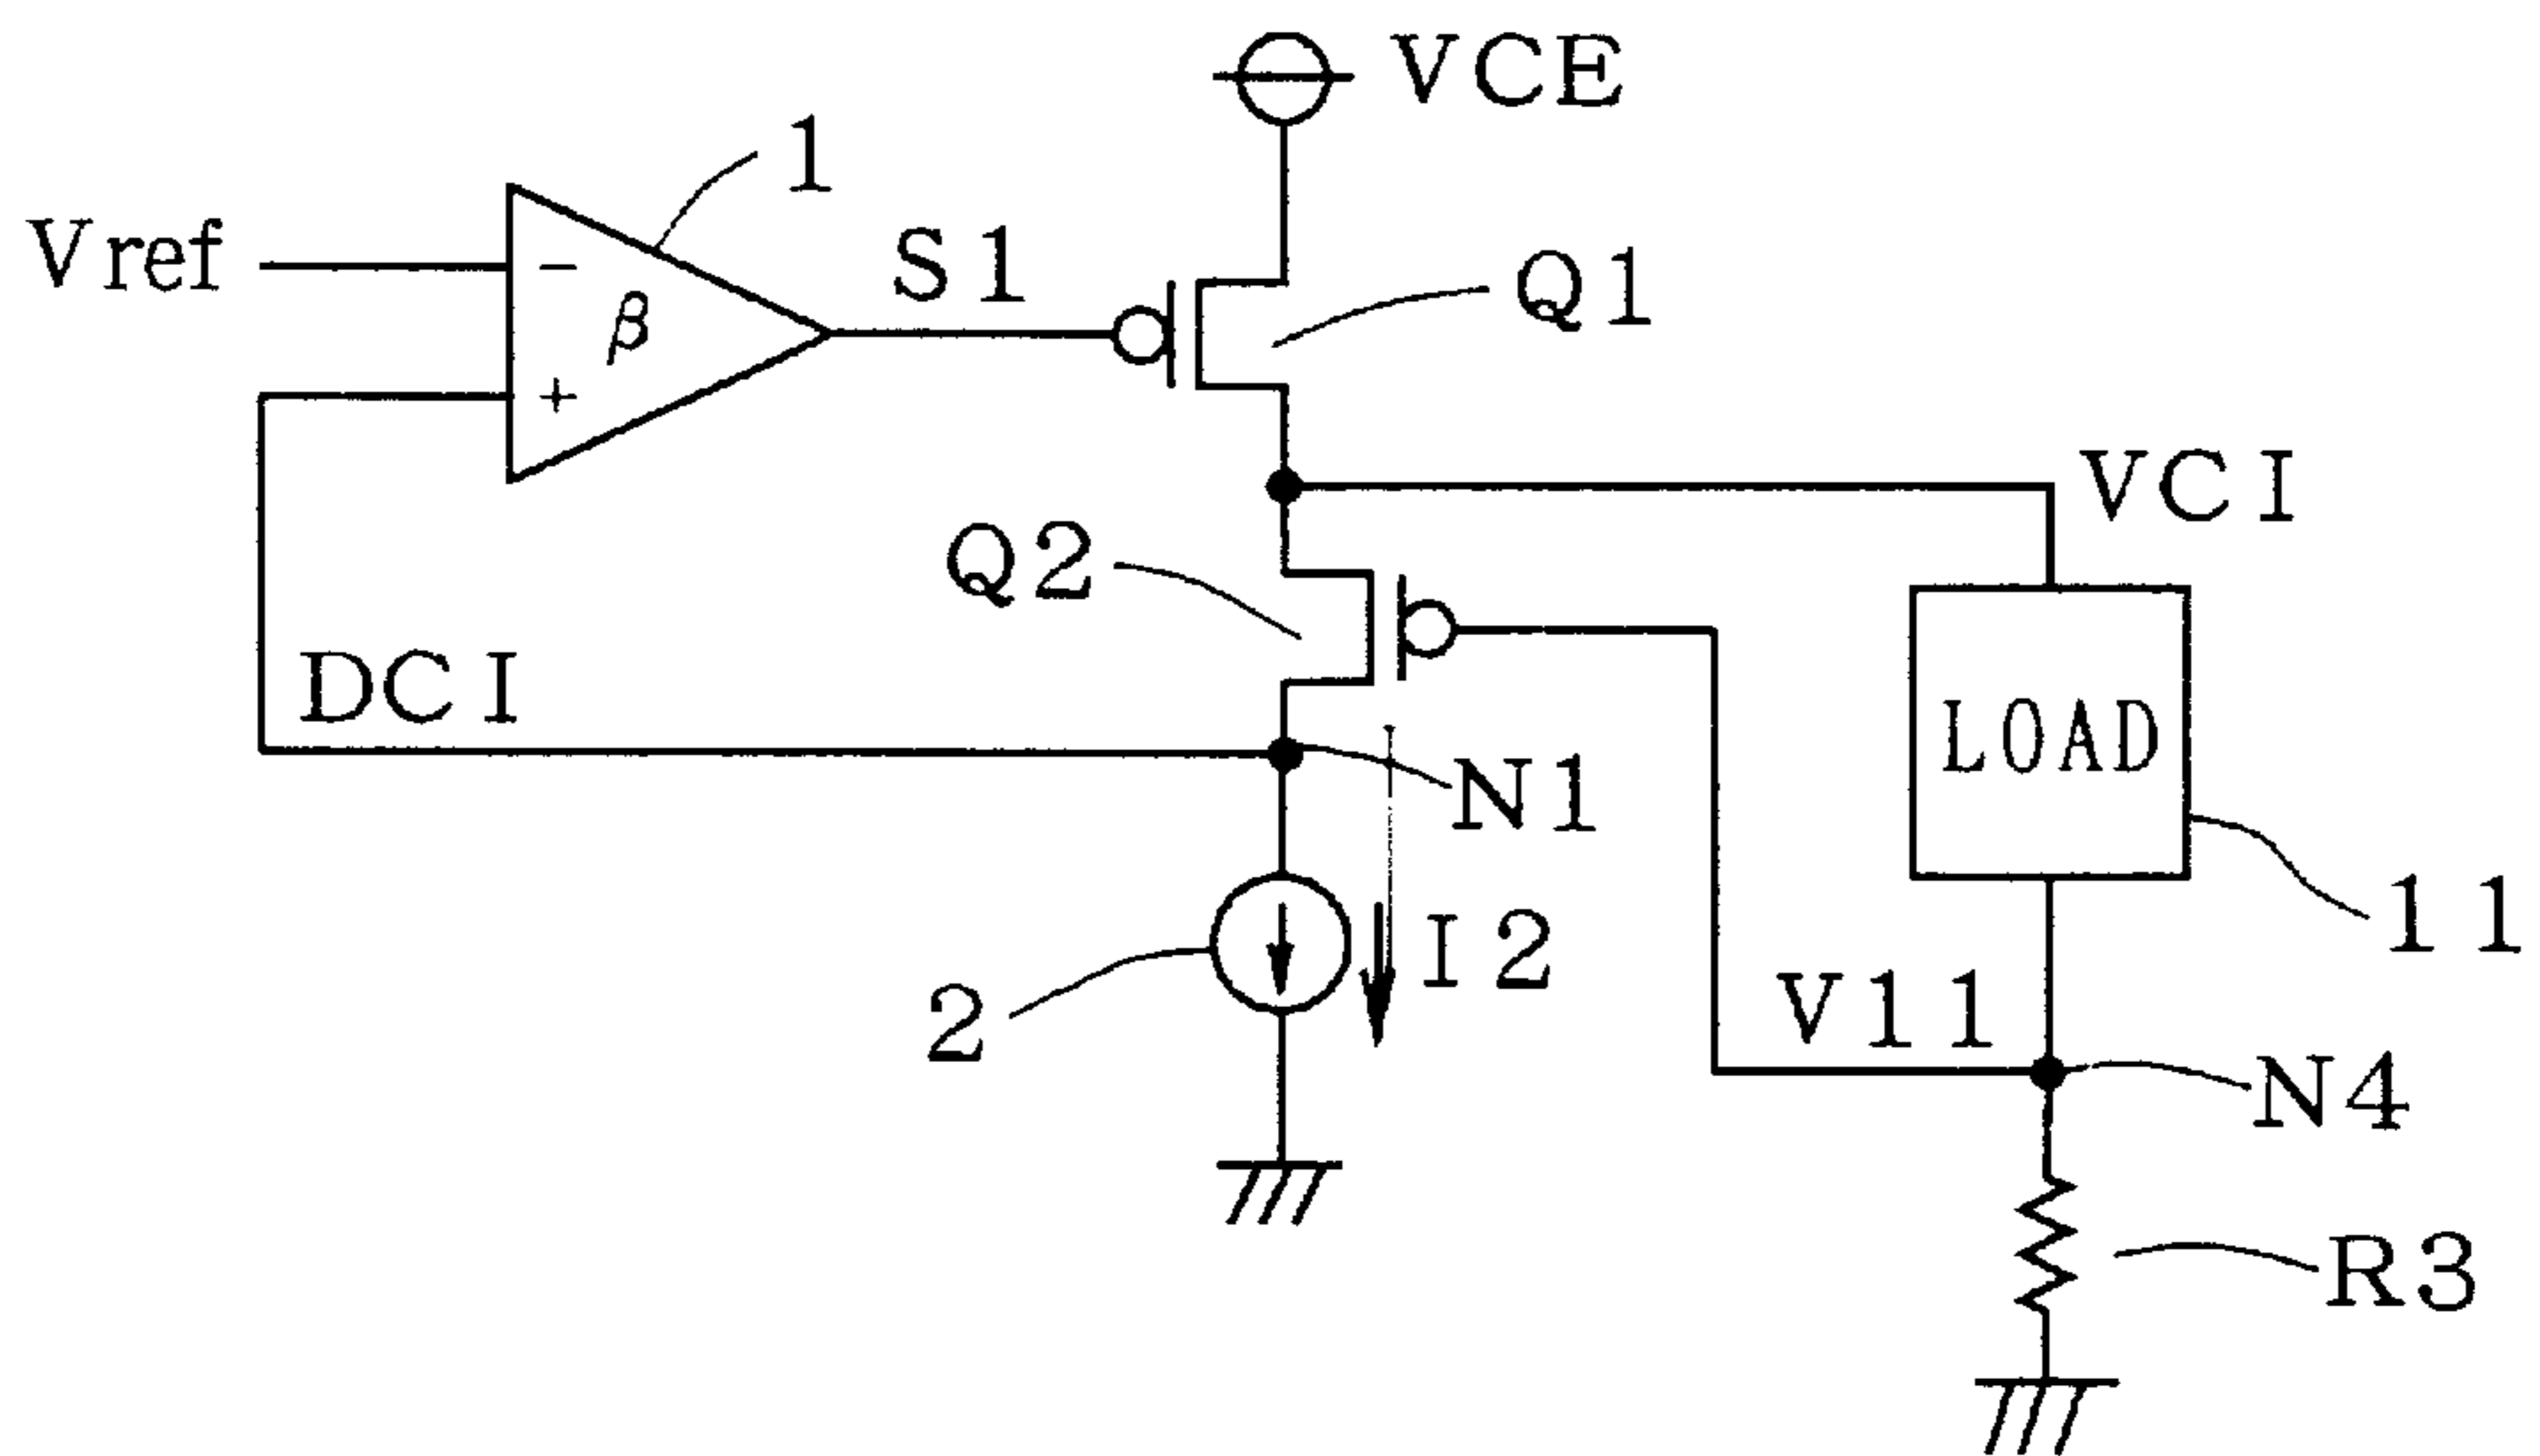 VCE
1
Vref
S1
Q1
−
β
+
VCI
Q2
DCI
LOAD
N1
11
I2
2
V11
N4
R3